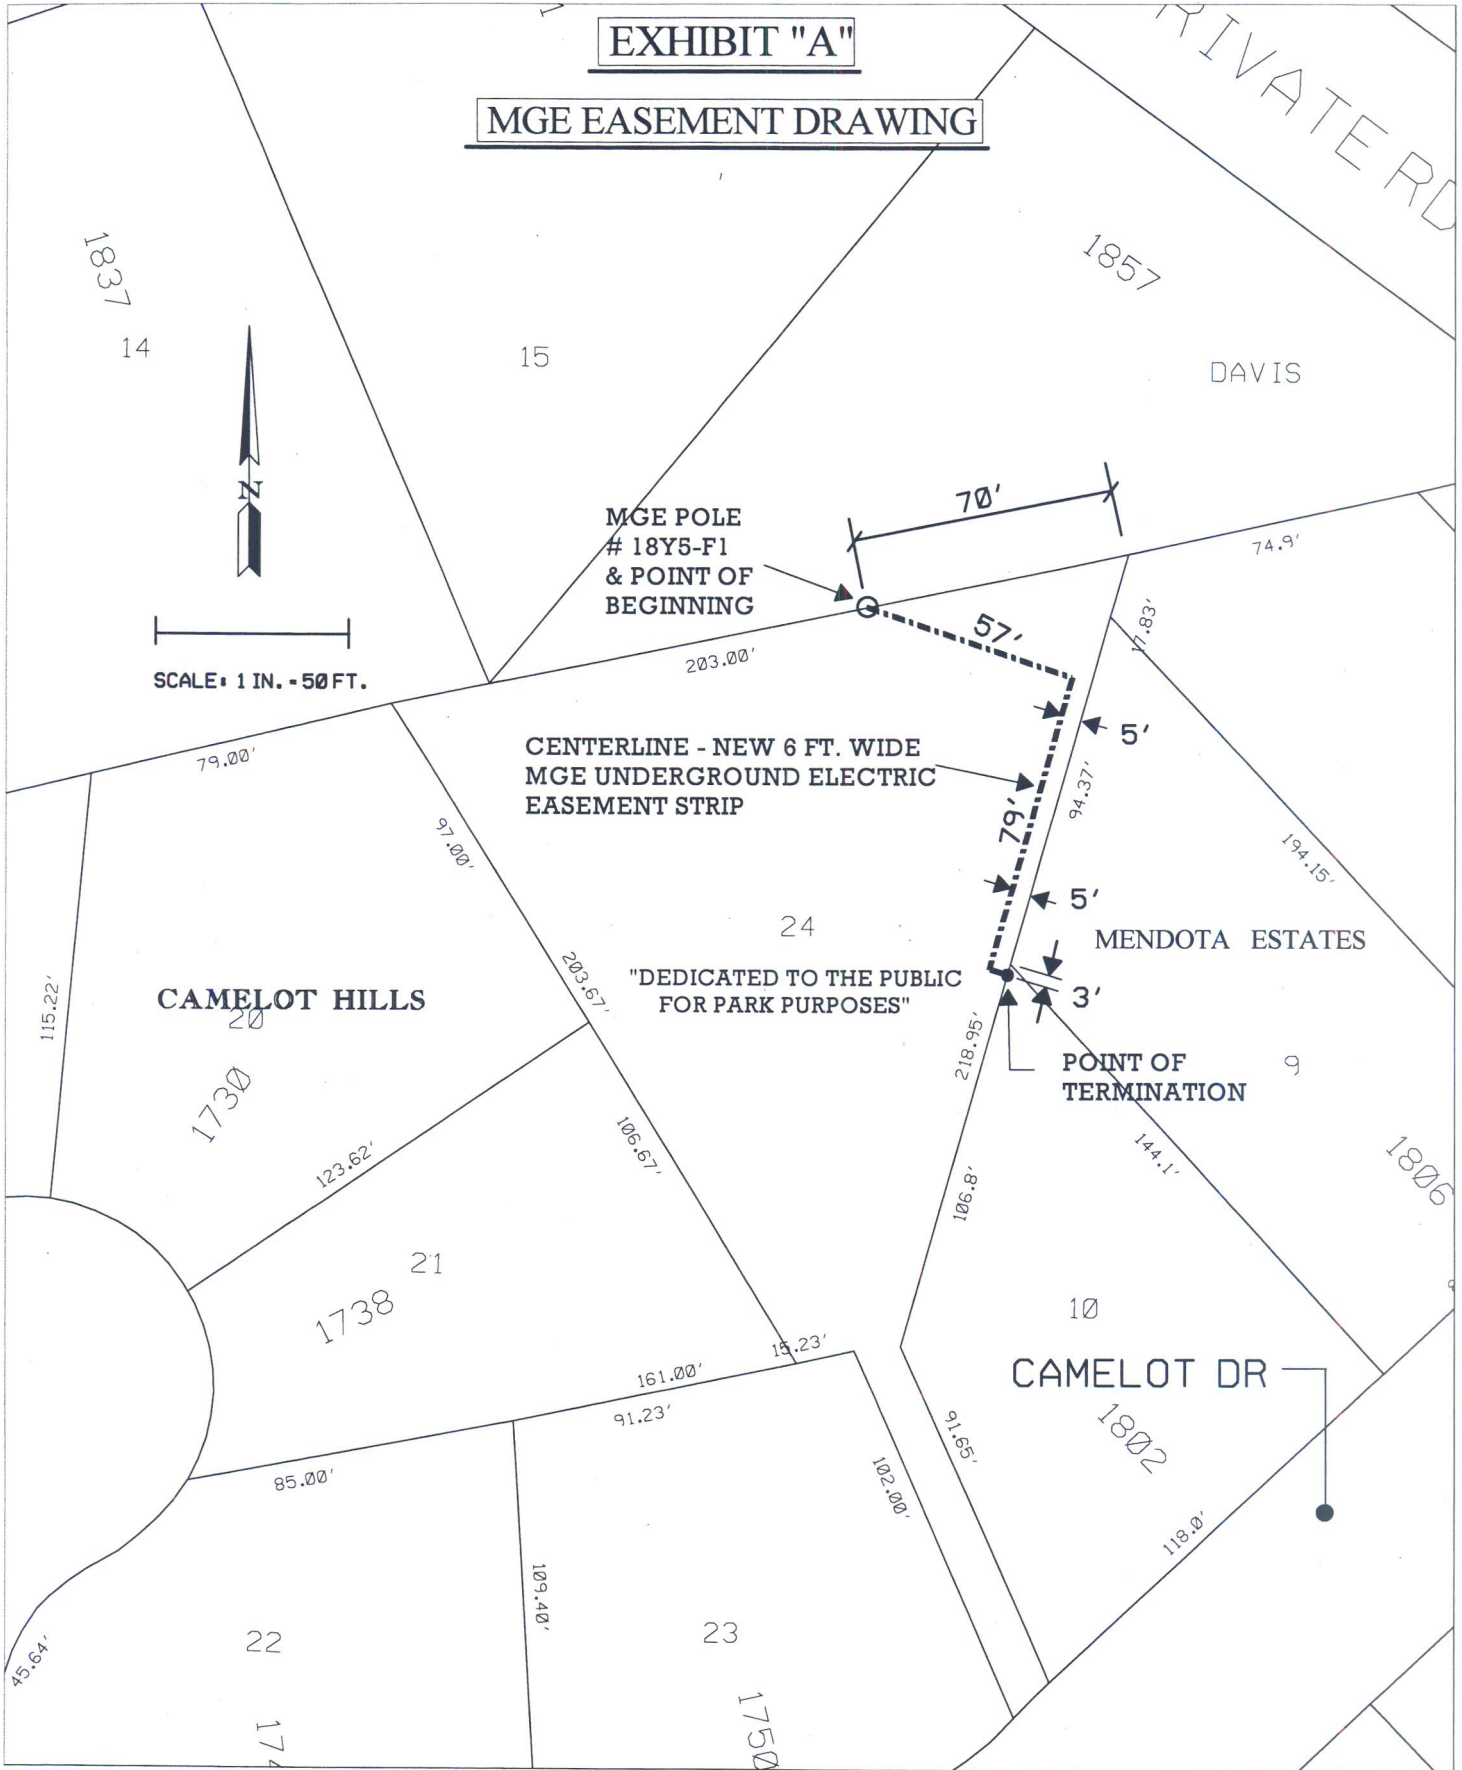 EXHIBIT "A"
MGE EASEMENT DRAWING
RIVATE RD
1837
14
15
1857
DAVIS
N
SCALE: 1 IN. = 50 FT.
MGE POLE
# 18Y5-F1
& POINT OF
BEGINNING
70'
74.9'
57'
17.83'
203.00'
79.00'
CENTERLINE - NEW 6 FT. WIDE
MGE UNDERGROUND ELECTRIC
EASEMENT STRIP
5'
94.37'
79'
97.00'
194.15'
5'
24
MENDOTA ESTATES
"DEDICATED TO THE PUBLIC
FOR PARK PURPOSES"
203.67'
115.22'
CAMELOT HILLS
20
1730
3'
218.95'
POINT OF
TERMINATION
9
123.62'
106.67'
144.1'
1806
106.8'
21
1738
10
15.23'
161.00'
91.23'
CAMELOT DR
1802
85.00'
91.65'
102.00'
118.0'
109.40'
22
23
45.64'
1750